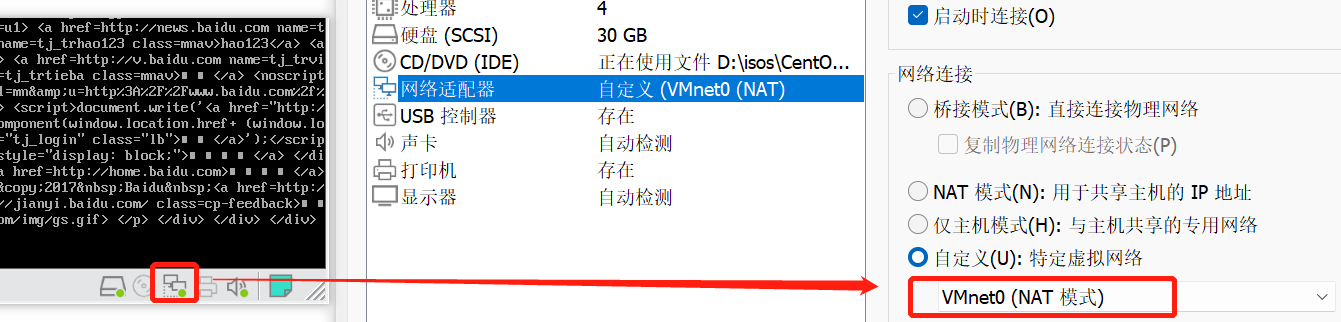 =u1> <a href=http://news.baidu.com name=t
name=tj_trhao123 class=mnav>hao123</a> <a
> <a href=http://v.baidu.com name=tj_trvi
=tj_trtieba class=mnav> </a> <noscript
l=mn&amp;u=http%3A%2F%2Fwww.baidu.com%2f%
> <script>document.write('<a href="http:/
omponent(window.location.href+ (window.lo
="tj_login" class="lb"> </a>');</scrip
style="display: block;"> </a> </di
a href=http://home.baidu.com> </a>
&copy;2017&nbsp;Baidu&nbsp;<a href=http:/
//jianyi.baidu.com/ class=cp-feedback>
om/img/gs.gif> </p> </div> </div> </div>
处理器 4
硬盘 (SCSI) 30 GB
CD/DVD (IDE) 正在使用文件 D:\isos\CentO...
网络适配器 自定义 (VMnet0 (NAT)
USB 控制器 存在
声卡 自动检测
打印机 存在
显示器 自动检测
启动时连接(O)
网络连接
桥接模式(B): 直接连接物理网络
复制物理网络连接状态(P)
NAT 模式(N): 用于共享主机的 IP 地址
仅主机模式(H): 与主机共享的专用网络
自定义(U): 特定虚拟网络
VMnet0 (NAT 模式)